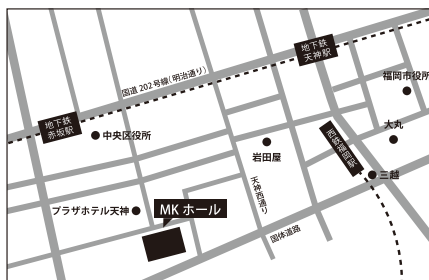 地下鉄
天神駅
国道 202号線（明治通り）
福岡市役所
地下鉄
赤坂駅
中央区役所
大丸
西鉄福岡駅
岩田屋
三越
天神西通り
プラザホテル天神
MK ホール
国体道路